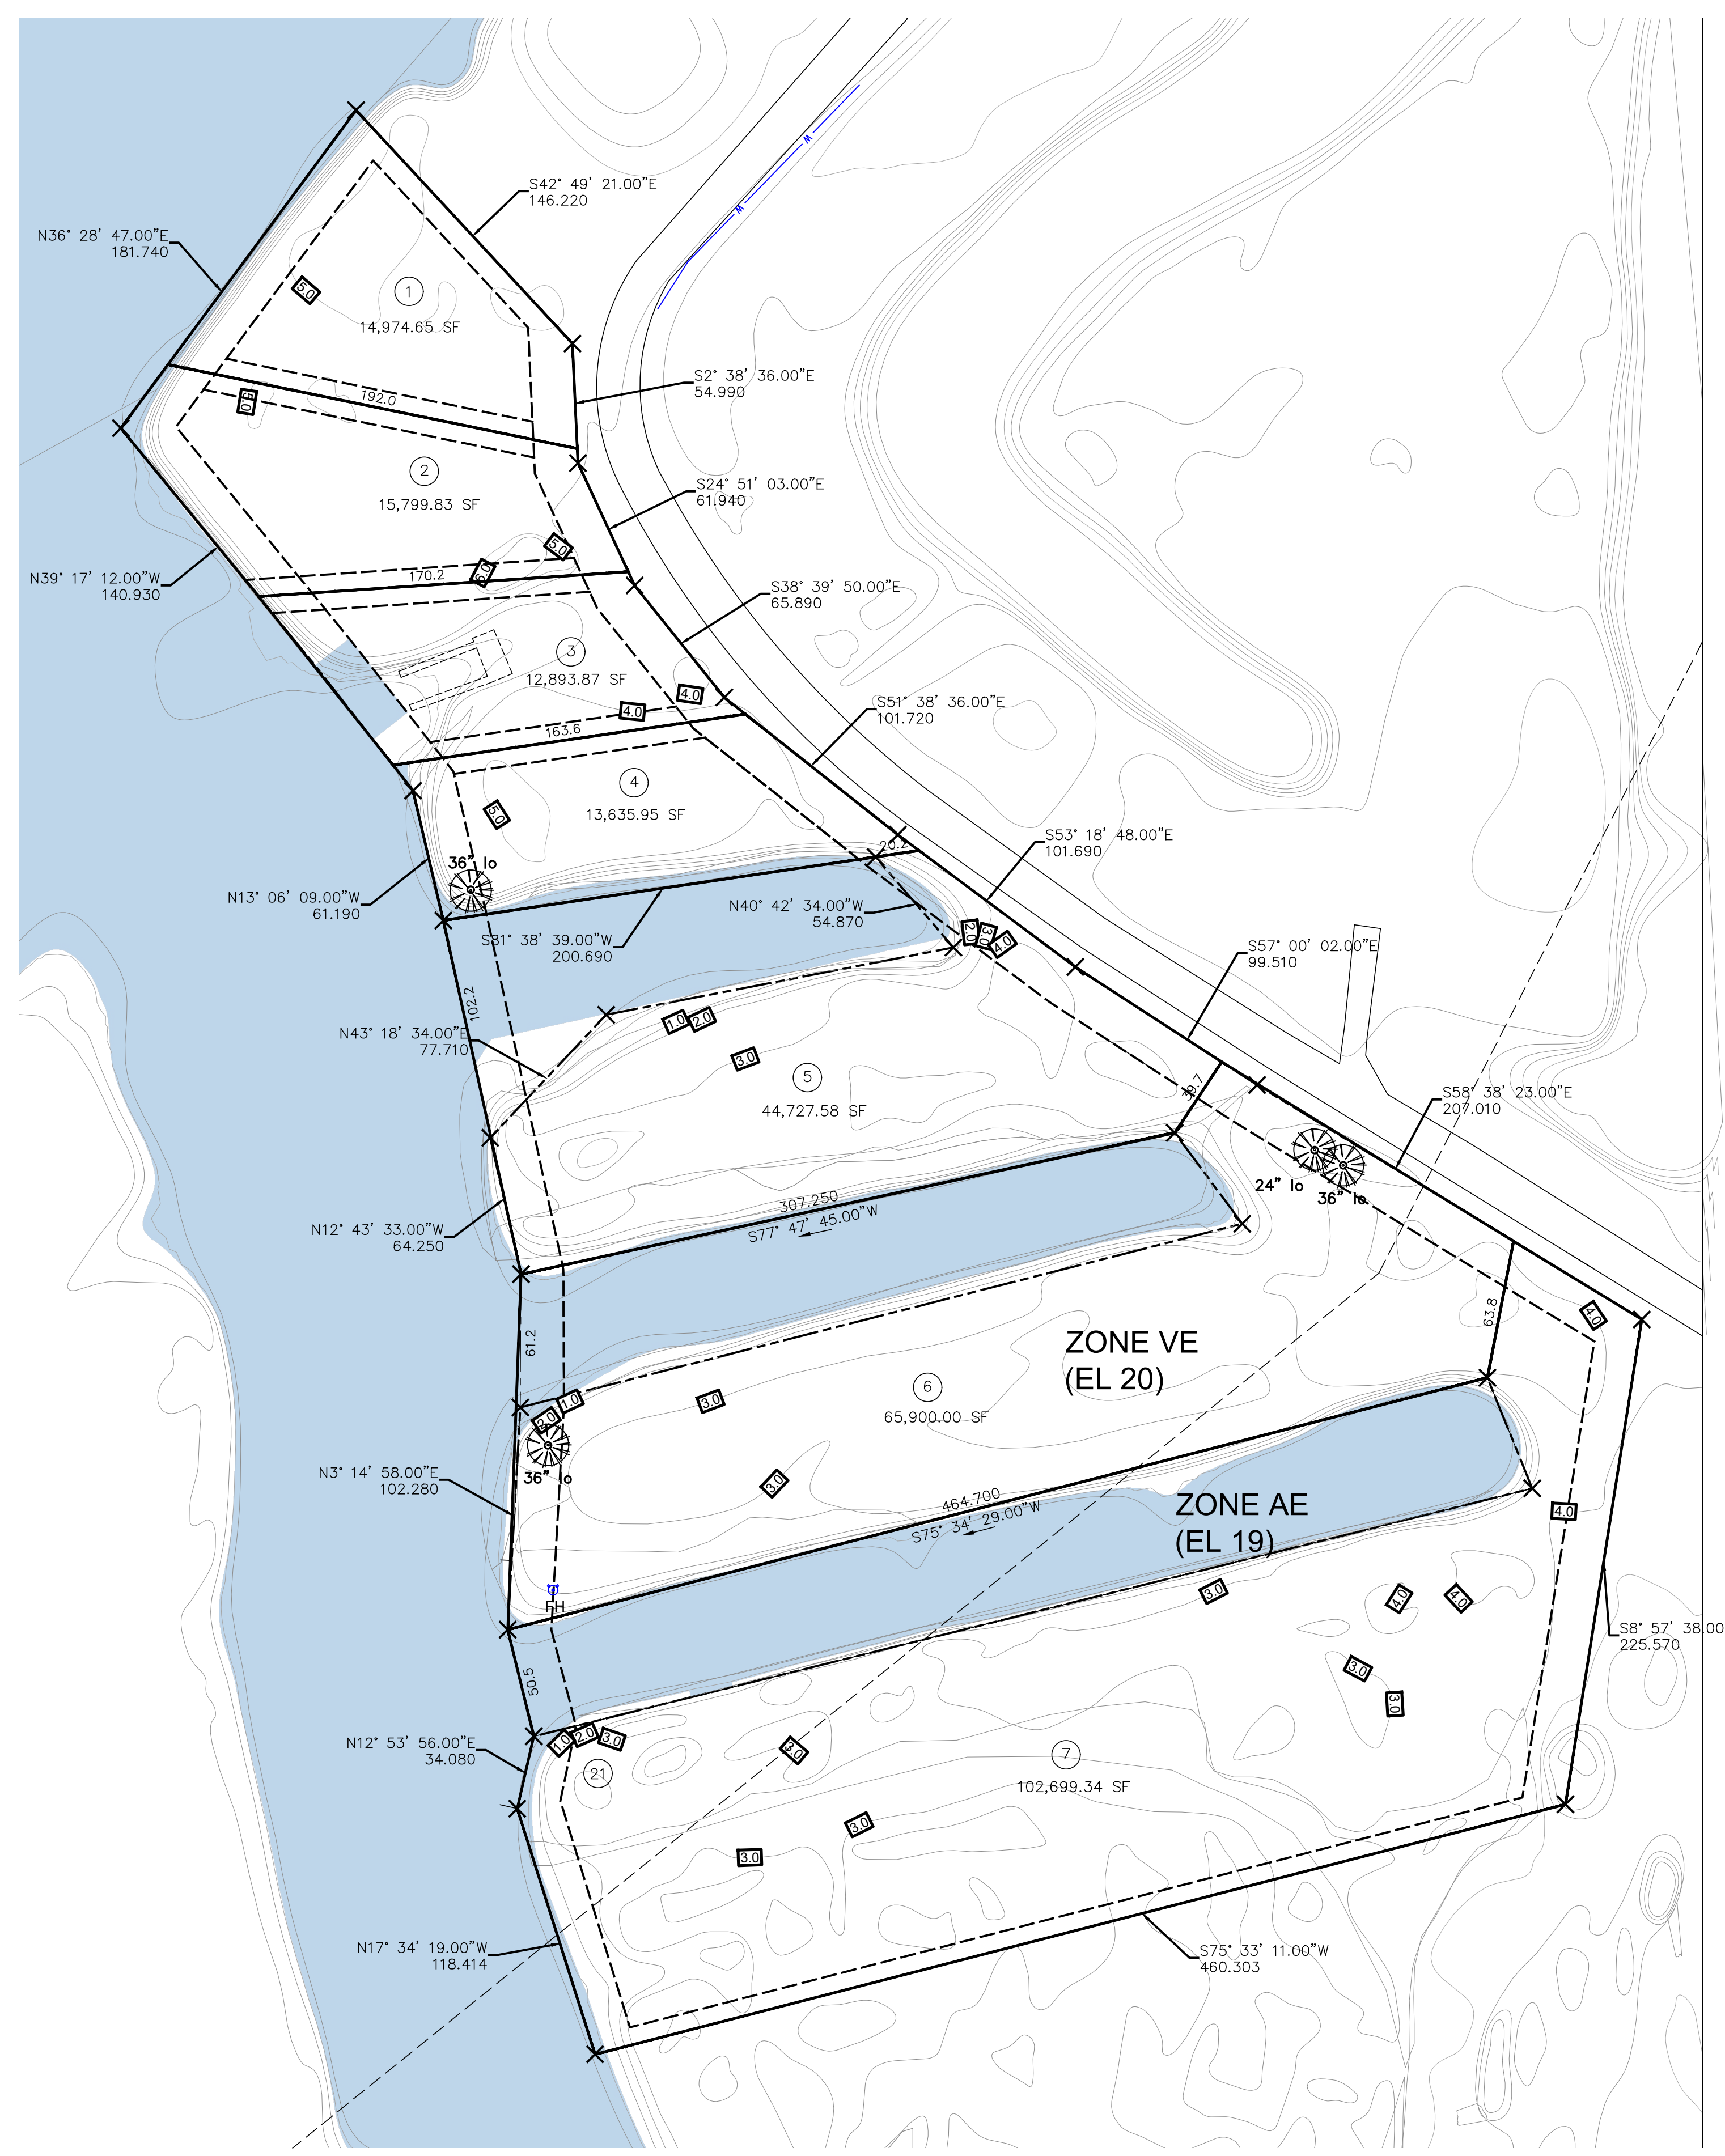 W
W
S42° 49' 21.00"E
146.220
N36° 28' 47.00"E
181.740
5.0
1
14,974.65 SF
S2° 38' 36.00"E
54.990
192.0
5.0
2
15,799.83 SF
S24° 51' 03.00"E
61.940
5.0
6.0
170.2
N39° 17' 12.00"W
140.930
S38° 39' 50.00"E
65.890
3
12,893.87 SF
4.0
4.0
163.6
S51° 38' 36.00"E
101.720
4
13,635.95 SF
5.0
S53° 18' 48.00"E
101.690
20.2
36" lo
N13° 06' 09.00"W
61.190
N40° 42' 34.00"W
54.870
S81° 38' 39.00"W
200.690
2.0
3.0
4.0
S57° 00' 02.00"E
99.510
102.2
1.0
2.0
N43° 18' 34.00"E
77.710
3.0
5
44,727.58 SF
39.7
S58° 38' 23.00"E
207.010
24" lo
36" lo
307.250
S77° 47' 45.00"W
N12° 43' 33.00"W
64.250
4.0
63.8
61.2
ZONE VE
(EL 20)
6
65,900.00 SF
1.0
2.0
3.0
36" lo
N3° 14' 58.00"E
102.280
3.0
464.700
S75° 34' 29.00"W
ZONE AE
(EL 19)
4.0
FH
3.0
4.0
4.0
S8° 57' 38.00
225.570
3.0
3.0
50.5
N12° 53' 56.00"E
34.080
1.0
2.0
3.0
3.0
21
7
102,699.34 SF
3.0
3.0
N17° 34' 19.00"W
118.414
S75° 33' 11.00"W
460.303